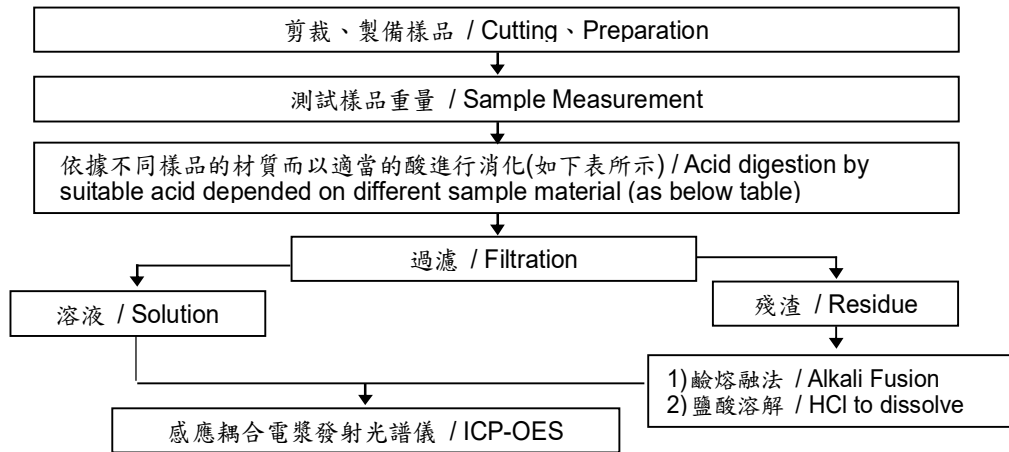 剪裁、製備樣品 / Cutting、Preparation
測試樣品重量 / Sample Measurement
依據不同樣品的材質而以適當的酸進行消化(如下表所示) / Acid digestion by
suitable acid depended on different sample material (as below table)
過濾 / Filtration
溶液 / Solution
殘渣 / Residue
1)鹼熔融法 / Alkali Fusion
2)鹽酸溶解 / HCl to dissolve
感應耦合電漿發射光譜儀 / ICP-OES